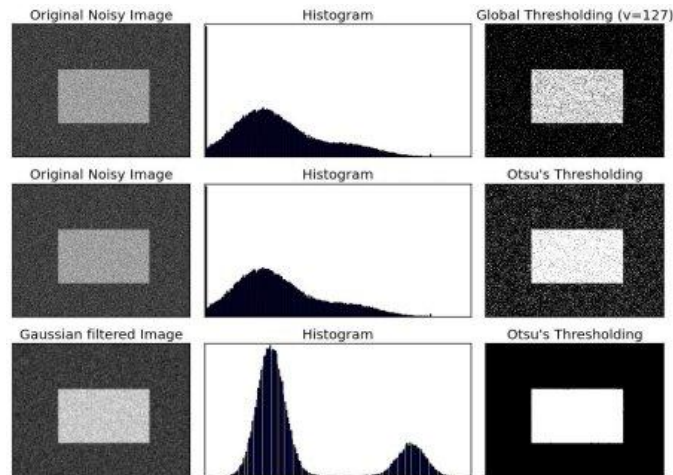 Original Noisy Image Histogram Global Thresholding (v=127)
Original Noisy Image Histogram Otsu's Thresholding
Gaussian filtered Image Histogram Otsu's Thresholding